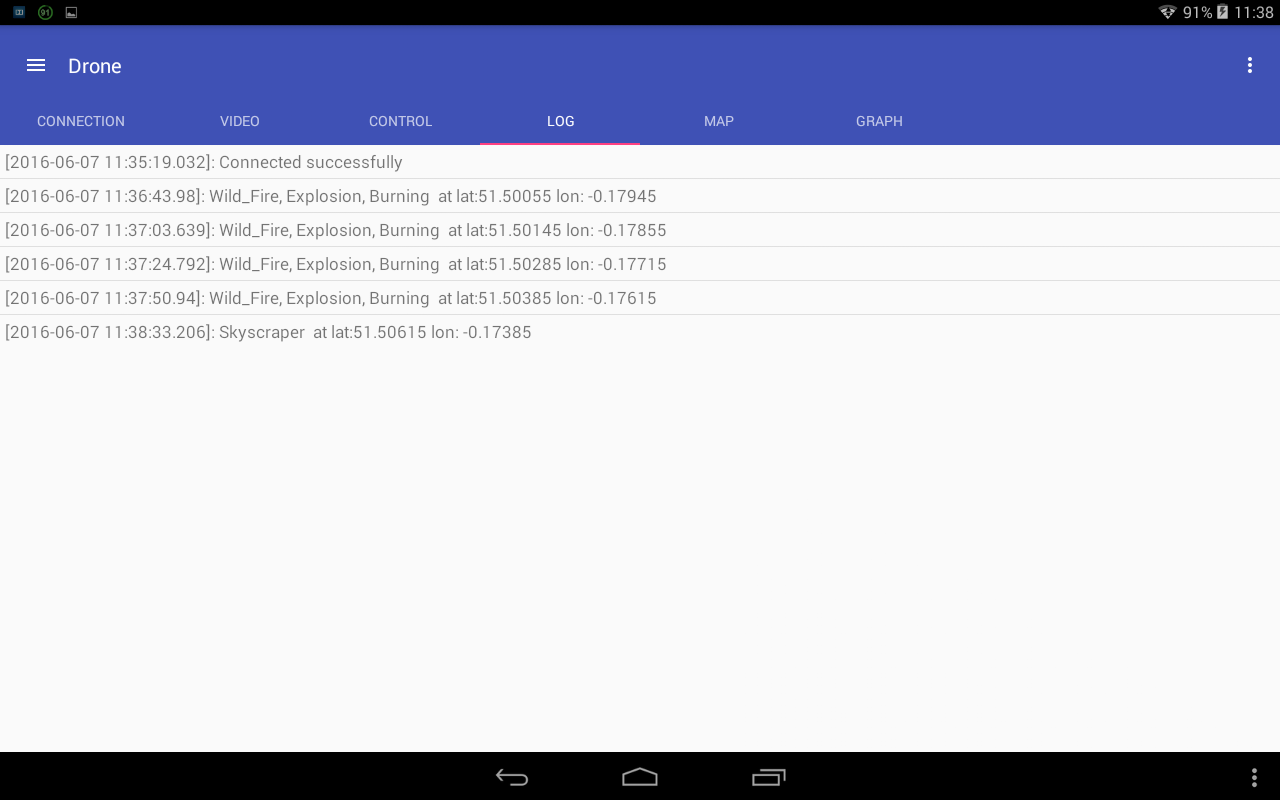 91 91% 11:38
Drone
CONNECTION VIDEO CONTROL LOG MAP GRAPH
[2016-06-07 11:35:19.032]: Connected successfully
[2016-06-07 11:36:43.98]: Wild_Fire, Explosion, Burning  at lat:51.50055 lon: -0.17945
[2016-06-07 11:37:03.639]: Wild_Fire, Explosion, Burning  at lat:51.50145 lon: -0.17855
[2016-06-07 11:37:24.792]: Wild_Fire, Explosion, Burning  at lat:51.50285 lon: -0.17715
[2016-06-07 11:37:50.94]: Wild_Fire, Explosion, Burning  at lat:51.50385 lon: -0.17615
[2016-06-07 11:38:33.206]: Skyscraper  at lat:51.50615 lon: -0.17385